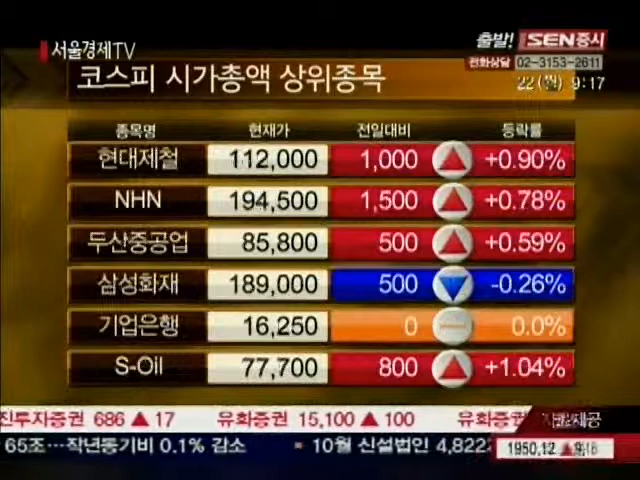 서울경제TV
출발! SEN증시
전화상담 02-3153-2611
코스피 시가총액 상위종목
22(월) 9:17
종목명 현재가 전일대비 등락률
현대제철 112,000 1,000 ▲ +0.90%
NHN 194,500 1,500 ▲ +0.78%
두산중공업 85,800 500 ▲ +0.59%
삼성화재 189,000 500 ▼ -0.26%
기업은행 16,250 0 − 0.0%
S-Oil 77,700 800 ▲ +1.04%
진투자증권 686 ▲ 17 유화증권 15,100 ▲ 100 유화증권
65조···작년동기비 0.1% 감소 ▪ 10월 신설법인 4,822
1950.12 ▲